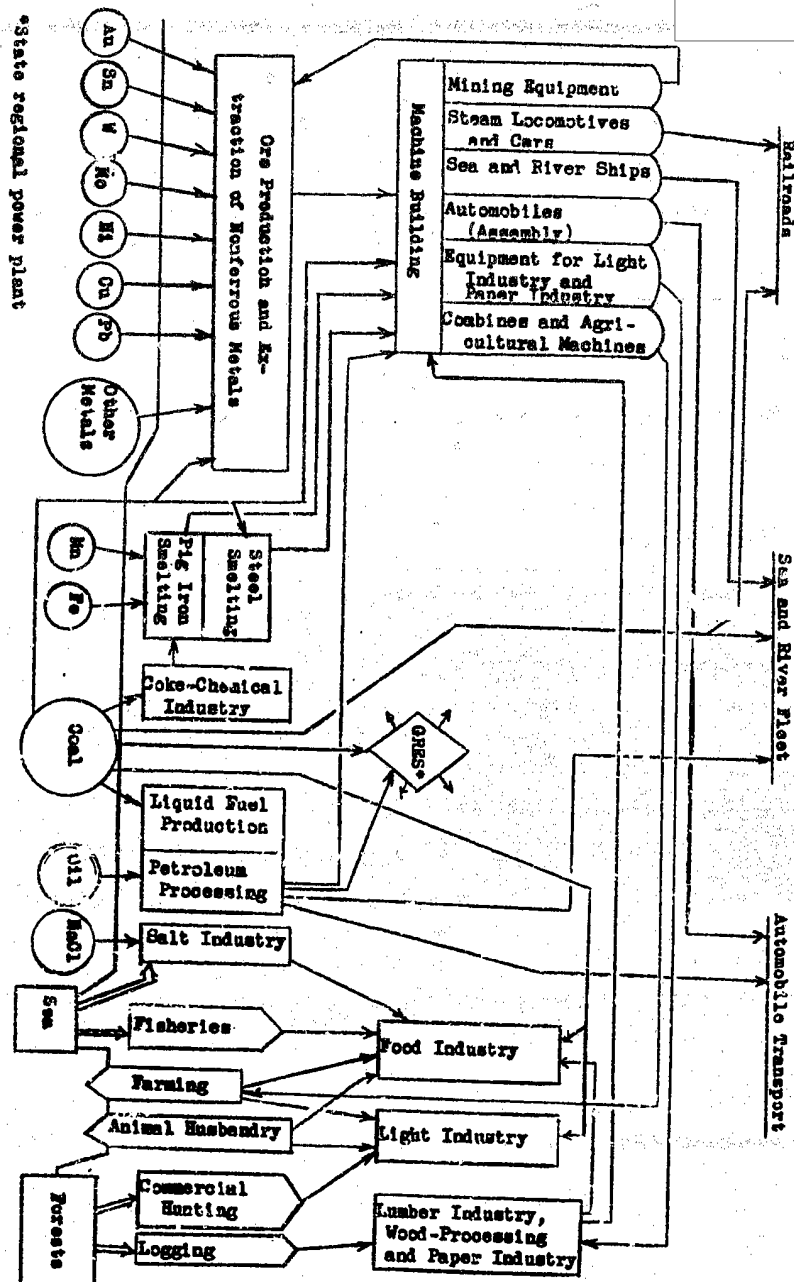 Railroads
Sea and River Fleet
Automobile Transport
Mining Equipment
Steam Locomotives
and Cars
Sea and River Ships
Automobiles
(Assembly)
Equipment for Light
Industry and
Paper Industry
Combines and Agri-
cultural Machines
Machine Building
Ore Production and Ex-
traction of Nonferrous Metals
Au
Sn
W
Mo
Ni
Cu
Pb
Other
Metals
Mn
Fe
Steel
Smelting
Pig Iron
Smelting
Coke-Chemical
Industry
Coal
GRES*
Liquid Fuel
Production
Petroleum
Processing
Oil
NaCl
Salt Industry
Sea
Fisheries
Farming
Animal Husbandry
Commercial
Hunting
Logging
Forests
Food Industry
Light Industry
Lumber Industry,
Wood-Processing
and Paper Industry
*State regional power plant